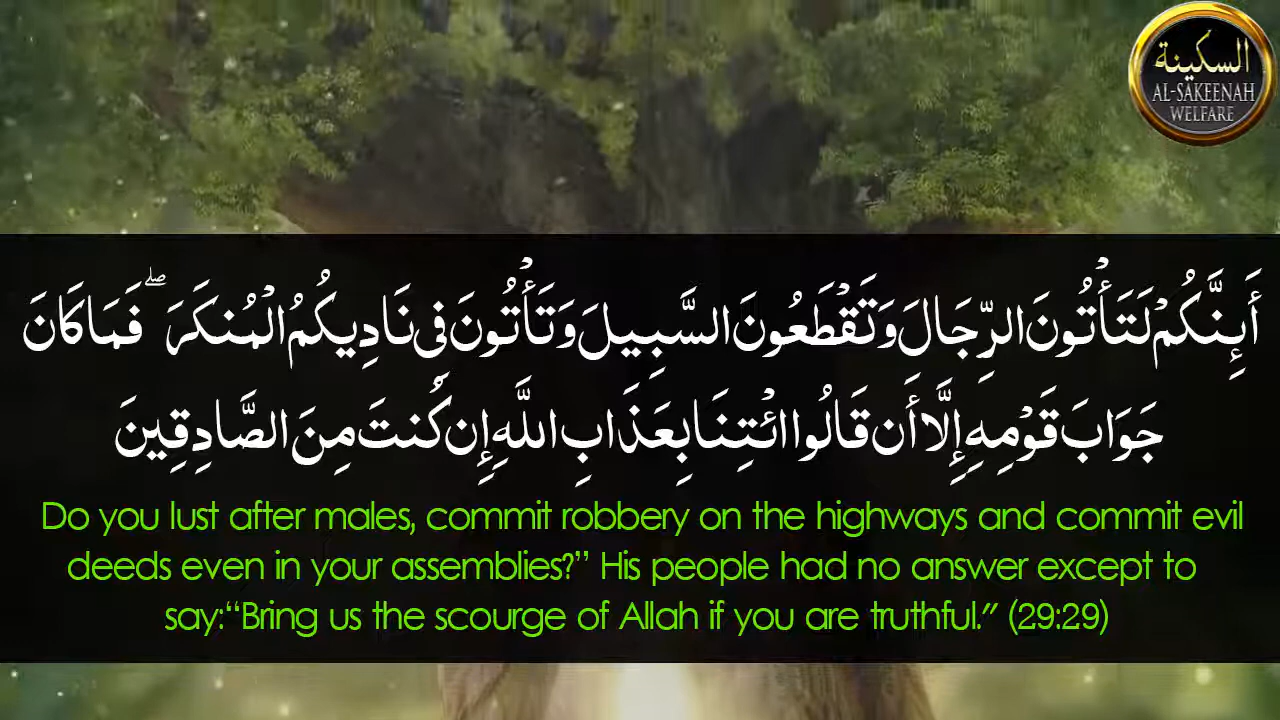 السكينة
AL-SAKEENAH
WELFARE
أَئِنَّكُمْ لَتَأْتُونَ الرِّجَالَ وَتَقْطَعُونَ السَّبِيلَ وَتَأْتُونَ فِي نَادِيكُمُ الْمُنكَرَ ۖ فَمَا كَانَ
جَوَابَ قَوْمِهِ إِلَّا أَن قَالُوا ائْتِنَا بِعَذَابِ اللَّهِ إِن كُنتَ مِنَ الصَّادِقِينَ
Do you lust after males, commit robbery on the highways and commit evil
deeds even in your assemblies?” His people had no answer except to
say:“Bring us the scourge of Allah if you are truthful.” (29:29)